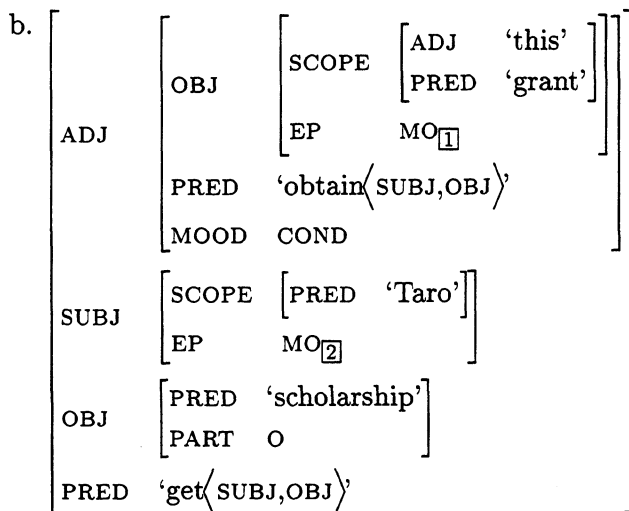 b.
SCOPE ADJ ‘this’
OBJ PRED ‘grant’
EP MO1
ADJ
PRED ‘obtain⟨SUBJ,OBJ⟩’
MOOD COND
SCOPE PRED ‘Taro’
SUBJ
EP MO2
PRED ‘scholarship’
OBJ
PART O
PRED ‘get⟨SUBJ,OBJ⟩’